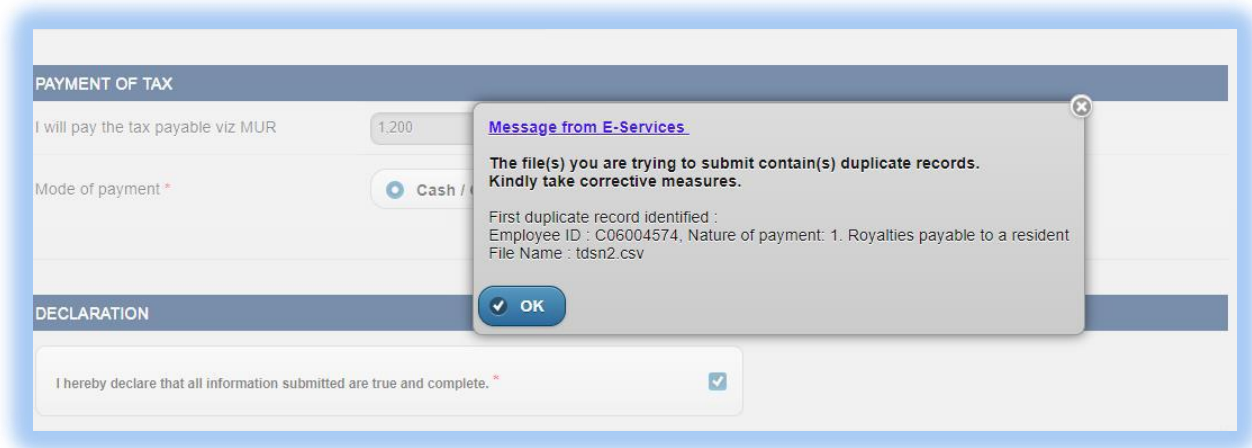 PAYMENT OF TAX
I will pay the tax payable viz MUR
1,200
Mode of payment *
Cash /
Message from E-Services
The file(s) you are trying to submit contain(s) duplicate records.
Kindly take corrective measures.
First duplicate record identified :
Employee ID : C06004574, Nature of payment: 1. Royalties payable to a resident
File Name : tdsn2.csv
OK
DECLARATION
I hereby declare that all information submitted are true and complete. *